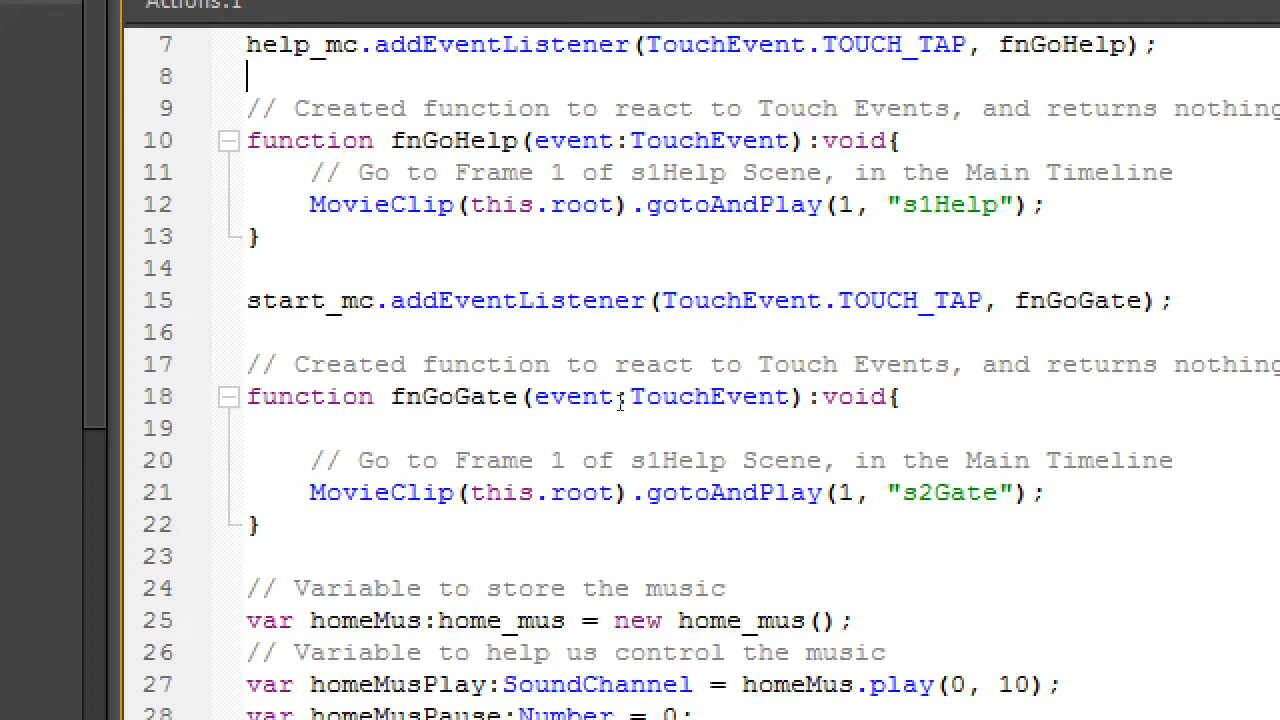 Actions:1
7 help_mc.addEventListener(TouchEvent.TOUCH_TAP, fnGoHelp);
8
9 // Created function to react to Touch Events, and returns nothing
10 function fnGoHelp(event:TouchEvent):void{
11 // Go to Frame 1 of s1Help Scene, in the Main Timeline
12 MovieClip(this.root).gotoAndPlay(1, "s1Help");
13 }
14
15 start_mc.addEventListener(TouchEvent.TOUCH_TAP, fnGoGate);
16
17 // Created function to react to Touch Events, and returns nothing
18 function fnGoGate(event:TouchEvent):void{
19
20 // Go to Frame 1 of s1Help Scene, in the Main Timeline
21 MovieClip(this.root).gotoAndPlay(1, "s2Gate");
22 }
23
24 // Variable to store the music
25 var homeMus:home_mus = new home_mus();
26 // Variable to help us control the music
27 var homeMusPlay:SoundChannel = homeMus.play(0, 10);
28 var homeMusPause:Number = 0;